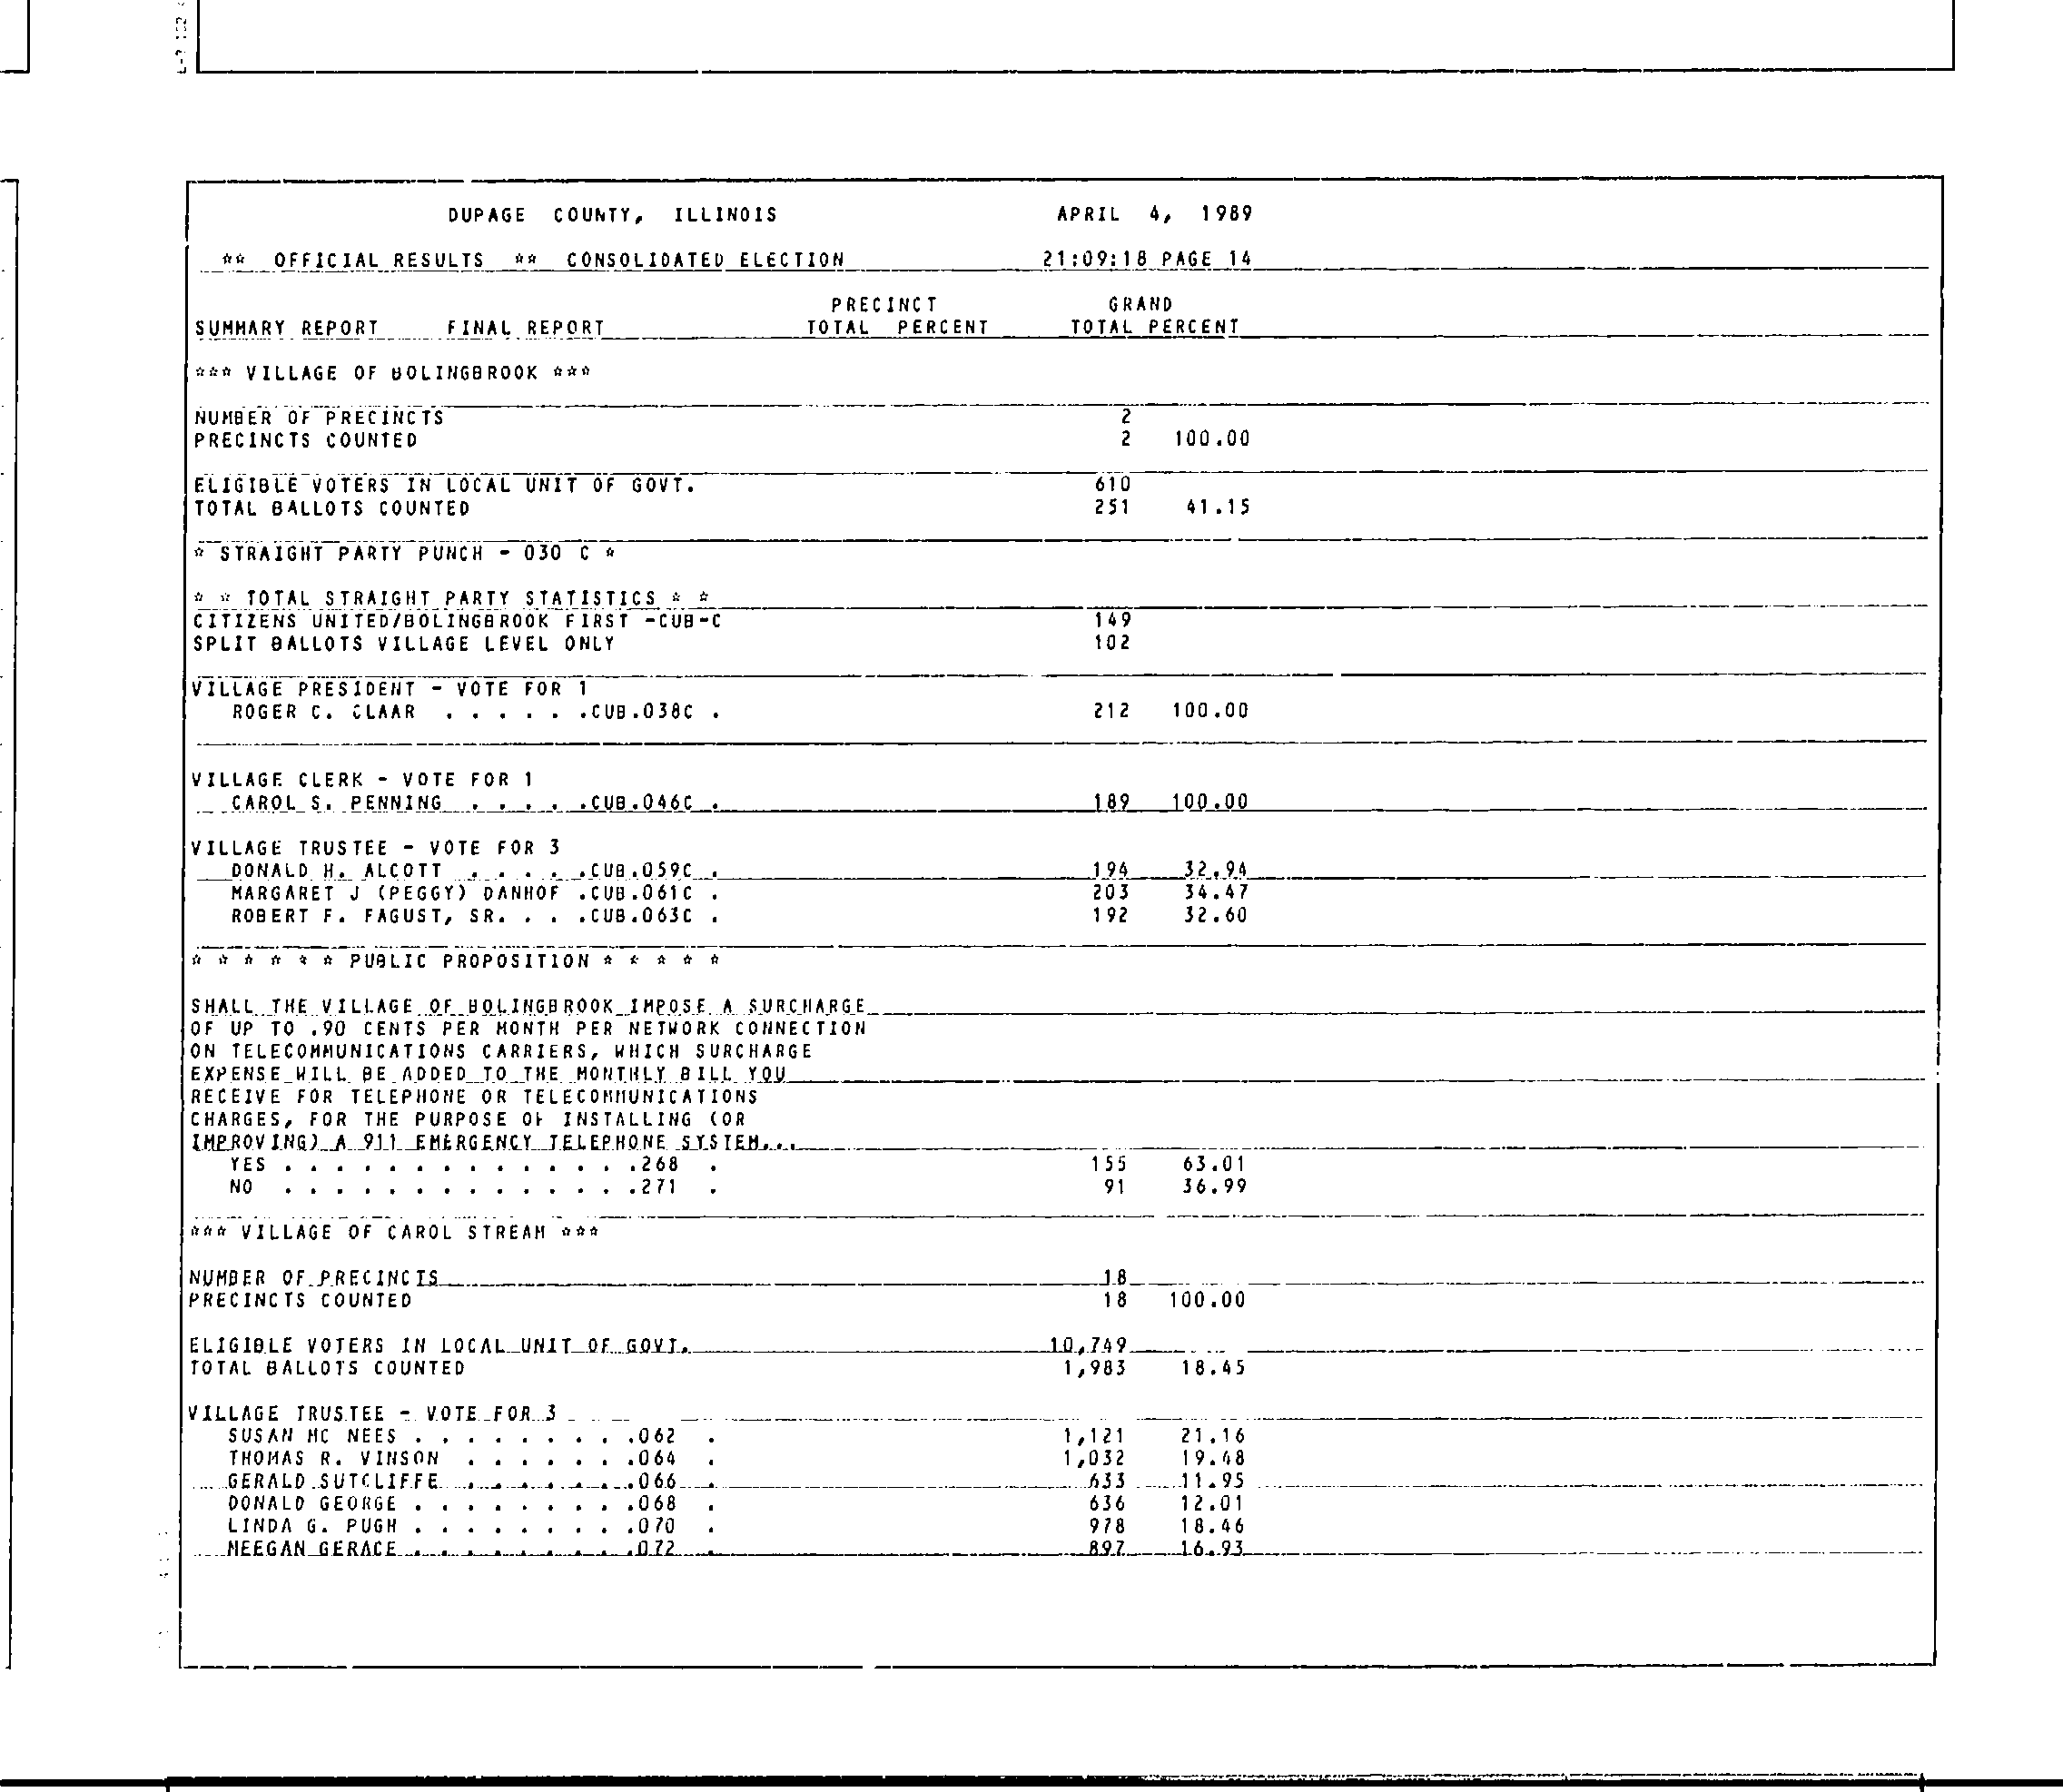 DUPAGE COUNTY, ILLINOIS APRIL 4, 1989
** OFFICIAL RESULTS ** CONSOLIDATED ELECTION 21:09:18 PAGE 14
PRECINCT GRAND
SUMMARY REPORT FINAL REPORT TOTAL PERCENT TOTAL PERCENT
*** VILLAGE OF BOLINGBROOK ***
NUMBER OF PRECINCTS 2
PRECINCTS COUNTED 2 100.00
ELIGIBLE VOTERS IN LOCAL UNIT OF GOVT. 610
TOTAL BALLOTS COUNTED 251 41.15
* STRAIGHT PARTY PUNCH - 030 C *
* * TOTAL STRAIGHT PARTY STATISTICS * *
CITIZENS UNITED/BOLINGBROOK FIRST -CUB-C 149
SPLIT BALLOTS VILLAGE LEVEL ONLY 102
VILLAGE PRESIDENT - VOTE FOR 1
ROGER C. CLAAR . . . . . .CUB.038C . 212 100.00
VILLAGE CLERK - VOTE FOR 1
CAROL S. PENNING . . . . .CUB.046C . 189 100.00
VILLAGE TRUSTEE - VOTE FOR 3
DONALD H. ALCOTT . . . . .CUB.059C . 194 32.94
MARGARET J (PEGGY) DANHOF .CUB.061C . 203 34.47
ROBERT F. FAGUST, SR. . . .CUB.063C . 192 32.60
* * * * * * PUBLIC PROPOSITION * * * * *
SHALL THE VILLAGE OF BOLINGBROOK IMPOSE A SURCHARGE
OF UP TO .90 CENTS PER MONTH PER NETWORK CONNECTION
ON TELECOMMUNICATIONS CARRIERS, WHICH SURCHARGE
EXPENSE WILL BE ADDED TO THE MONTHLY BILL YOU
RECEIVE FOR TELEPHONE OR TELECOMMUNICATIONS
CHARGES, FOR THE PURPOSE OF INSTALLING (OR
IMPROVING) A 911 EMERGENCY TELEPHONE SYSTEM...
YES . . . . . . . . . . . . . .268 . 155 63.01
NO . . . . . . . . . . . . . .271 . 91 36.99
*** VILLAGE OF CAROL STREAM ***
NUMBER OF PRECINCTS 18
PRECINCTS COUNTED 18 100.00
ELIGIBLE VOTERS IN LOCAL UNIT OF GOVT. 10,749
TOTAL BALLOTS COUNTED 1,983 18.45
VILLAGE TRUSTEE - VOTE FOR 3
SUSAN MC NEES . . . . . . . . .062 . 1,121 21.16
THOMAS R. VINSON . . . . . . .064 . 1,032 19.48
GERALD SUTCLIFFE . . . . . . .066 . 633 11.95
DONALD GEORGE . . . . . . . . .068 . 636 12.01
LINDA G. PUGH . . . . . . . . .070 . 978 18.46
MEEGAN GERACE . . . . . . . . .072 . 897 16.93